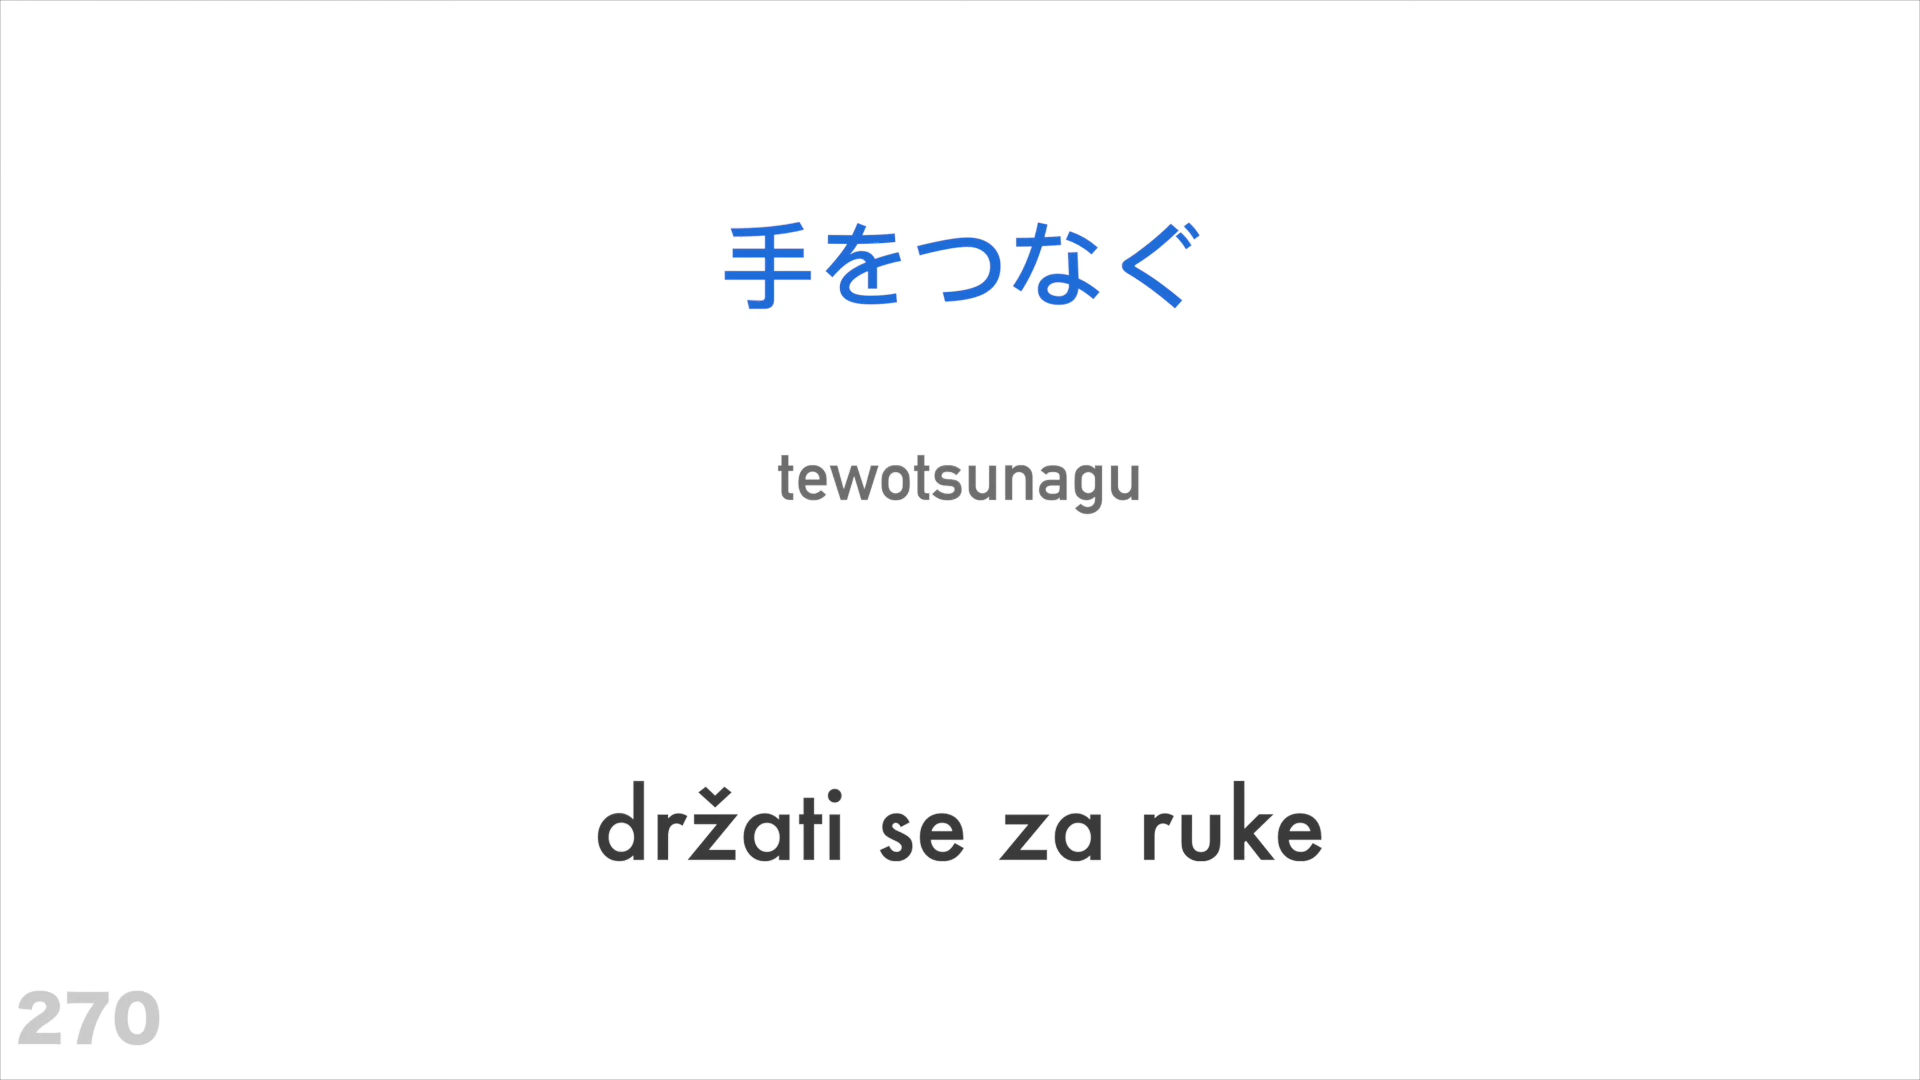 手をつなぐ
tewotsunagu
držati se za ruke
270